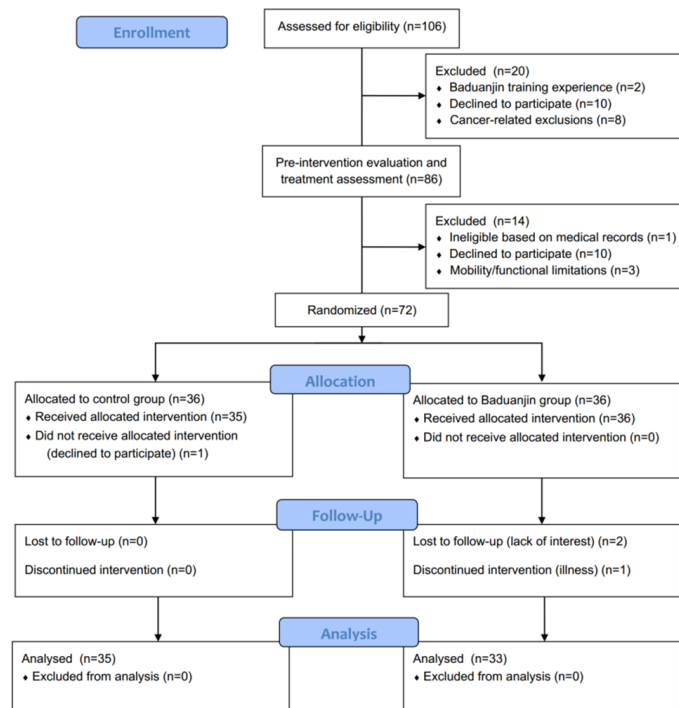 Enrollment
Assessed for eligibility (n=106)
Excluded (n=20)
♦ Baduanjin training experience (n=2)
♦ Declined to participate (n=10)
♦ Cancer-related exclusions (n=8)
Pre-intervention evaluation and
treatment assessment (n=86)
Excluded (n=14)
♦ Ineligible based on medical records (n=1)
♦ Declined to participate (n=10)
♦ Mobility/functional limitations (n=3)
Randomized (n=72)
Allocation
Allocated to control group (n=36)
♦ Received allocated intervention (n=35)
♦ Did not receive allocated intervention
(declined to participate) (n=1)
Allocated to Baduanjin group (n=36)
♦ Received allocated intervention (n=36)
♦ Did not receive allocated intervention (n=0)
Follow-Up
Lost to follow-up (n=0)
Discontinued intervention (n=0)
Lost to follow-up (lack of interest) (n=2)
Discontinued intervention (illness) (n=1)
Analysis
Analysed (n=35)
♦ Excluded from analysis (n=0)
Analysed (n=33)
♦ Excluded from analysis (n=0)